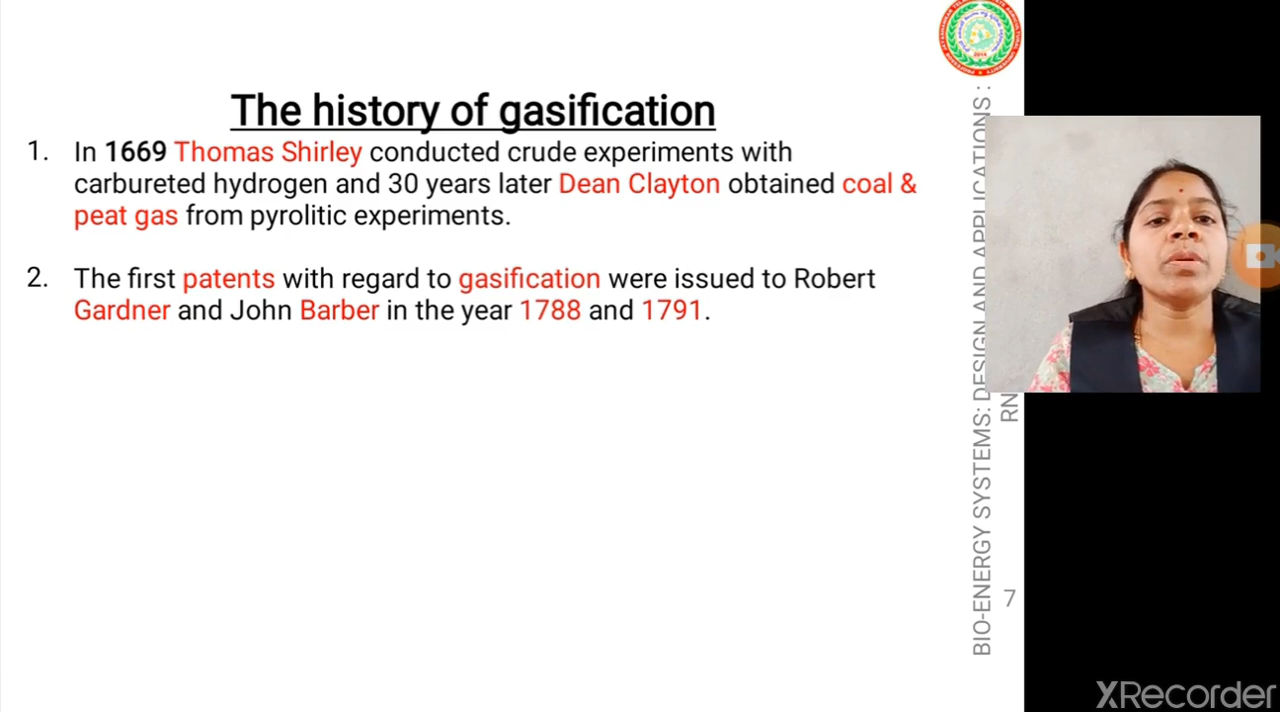 The history of gasification
1. In 1669 Thomas Shirley conducted crude experiments with
carbureted hydrogen and 30 years later Dean Clayton obtained coal &
peat gas from pyrolitic experiments.
2. The first patents with regard to gasification were issued to Robert
Gardner and John Barber in the year 1788 and 1791.
BIO-ENERGY SYSTEMS: DESIGN AND APPLICATIONS :
RN
7
2014
XRecorder